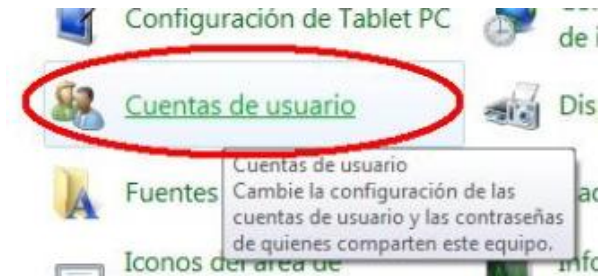 Configuración de Tablet PC
de i
Cuentas de usuario
Dis
Cuentas de usuario
Cambie la configuración de las
cuentas de usuario y las contraseñas
de quienes comparten este equipo.
Fuentes
Iconos del área de
Info